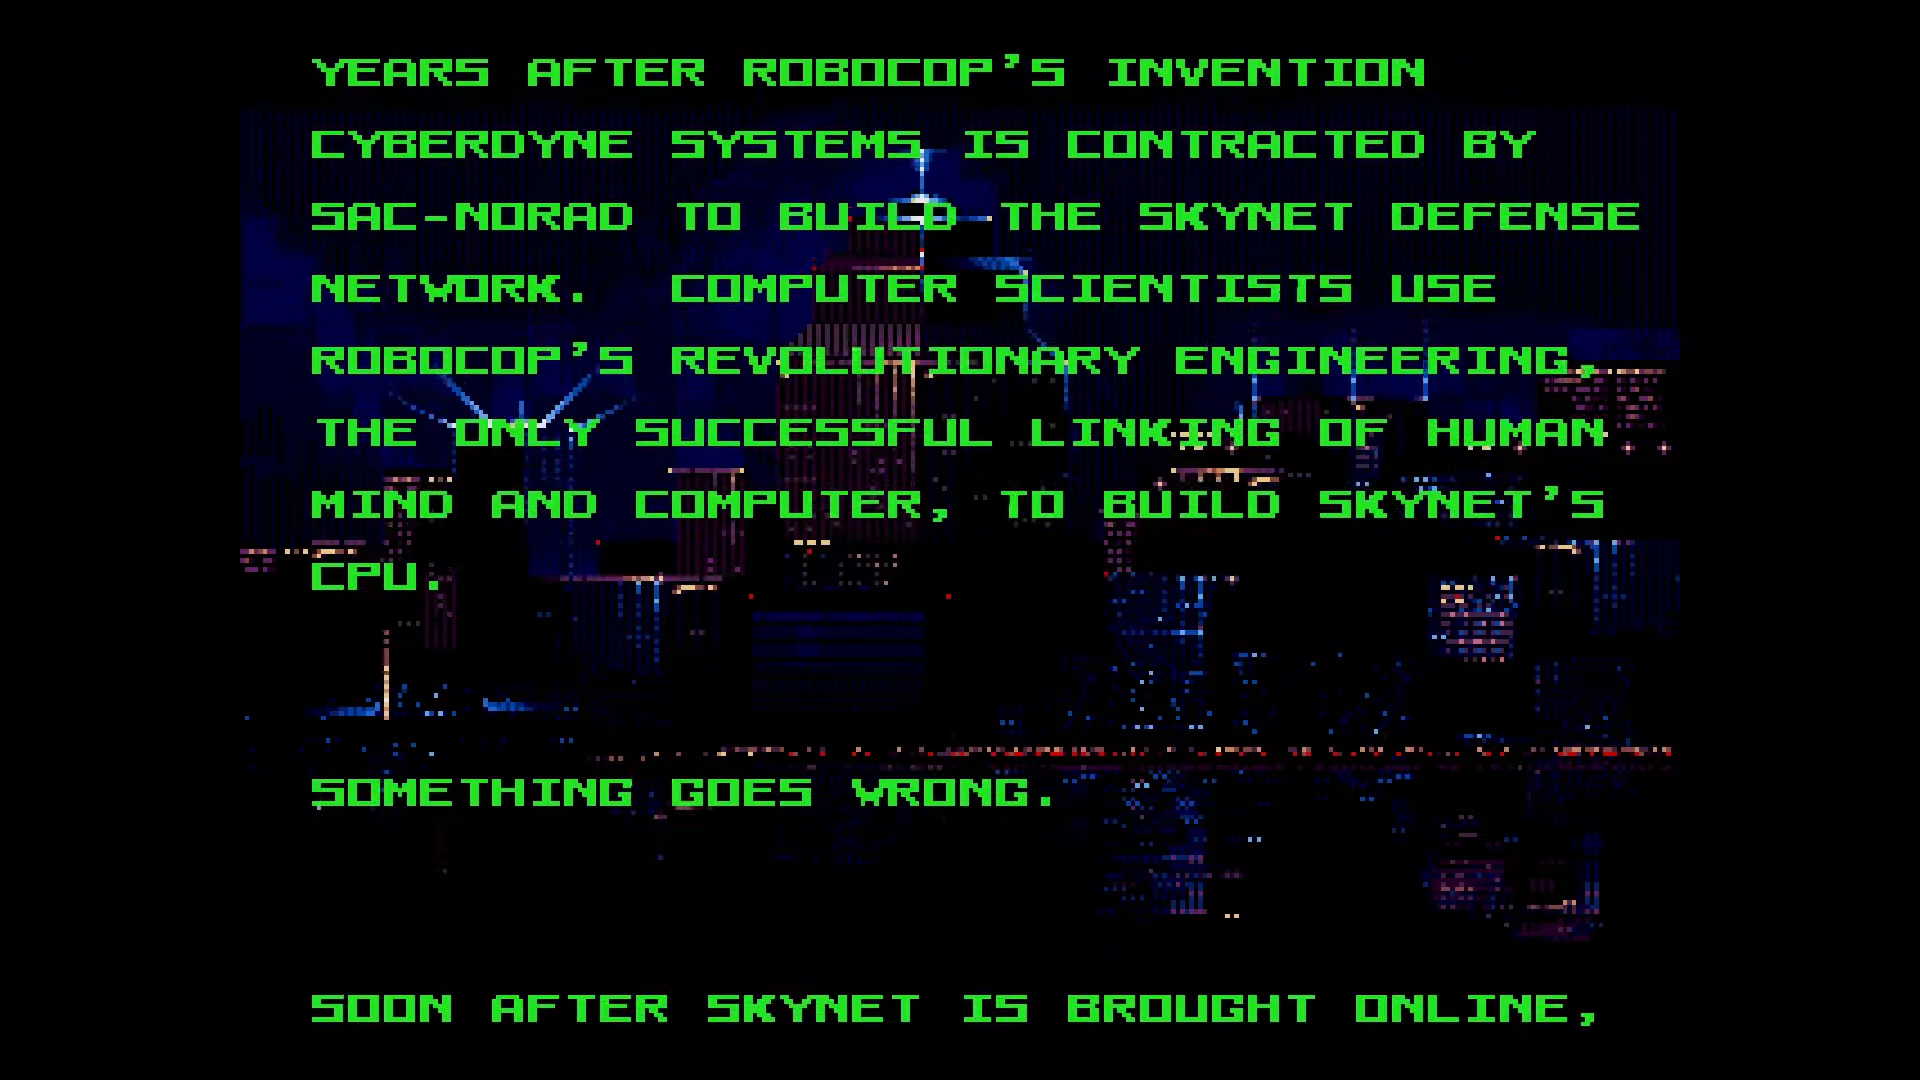 YEARS AFTER ROBOCOP'S INVENTION
CYBERDYNE SYSTEMS IS CONTRACTED BY
SAC-NORAD TO BUILD THE SKYNET DEFENSE
NETWORK.  COMPUTER SCIENTISTS USE
ROBOCOP'S REVOLUTIONARY ENGINEERING,
THE ONLY SUCCESSFUL LINKING OF HUMAN
MIND AND COMPUTER, TO BUILD SKYNET'S
CPU.
SOMETHING GOES WRONG.
SOON AFTER SKYNET IS BROUGHT ONLINE,